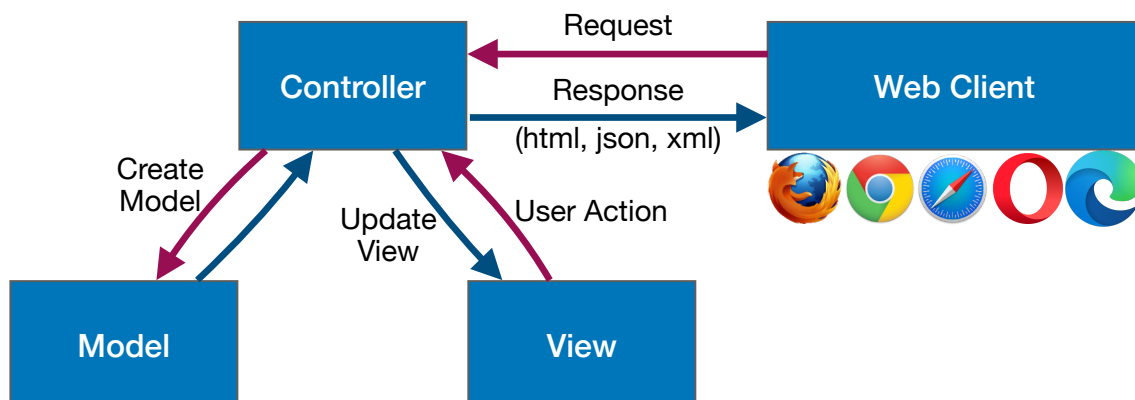 Request
Controller
Response
Web Client
(html, json, xml)
Create
Model
Update
View
User Action
Model
View